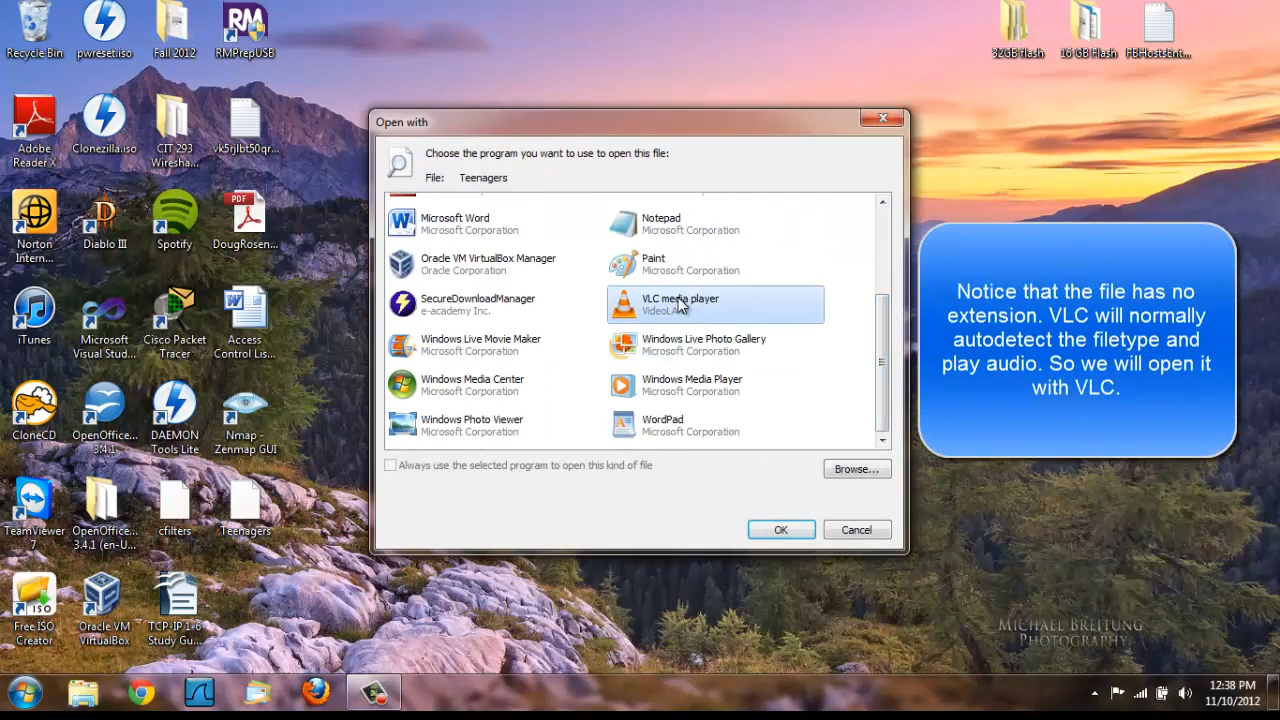 Recycle Bin
pwreset.iso
Fall 2012
RMPrepUSB
32GB flash
16 GB Flash
FBHostsEnt...
Adobe
Reader X
Clonezilla.iso
CIT 293
Wiresha...
vk5rjlbt50qr...
Norton
Intern...
Diablo III
Spotify
PDF
DougRosen...
iTunes
Microsoft
Visual Stud...
Cisco Packet
Tracer
Access
Control Lis...
CloneCD
OpenOffice...
3.4.1
DAEMON
Tools Lite
Nmap -
Zenmap GUI
TeamViewer
7
OpenOffice...
3.4.1 (en-U...
cfilters
Teenagers
Free ISO
Creator
Oracle VM
VirtualBox
TCP-IP 1-6
Study Gu...
Open with
Choose the program you want to use to open this file:
File: Teenagers
Microsoft Word
Microsoft Corporation
Notepad
Microsoft Corporation
Oracle VM VirtualBox Manager
Oracle Corporation
Paint
Microsoft Corporation
SecureDownloadManager
e-academy Inc.
VLC media player
Windows Live Movie Maker
Microsoft Corporation
Windows Live Photo Gallery
Microsoft Corporation
Windows Media Center
Microsoft Corporation
Windows Media Player
Microsoft Corporation
Windows Photo Viewer
Microsoft Corporation
WordPad
Microsoft Corporation
Always use the selected program to open this kind of file
Browse...
OK
Cancel
Notice that the file has no
extension. VLC will normally
autodetect the filetype and
play audio. So we will open it
with VLC.
MICHAEL BREITUNG
PHOTOGRAPHY
12:38 PM
11/10/2012